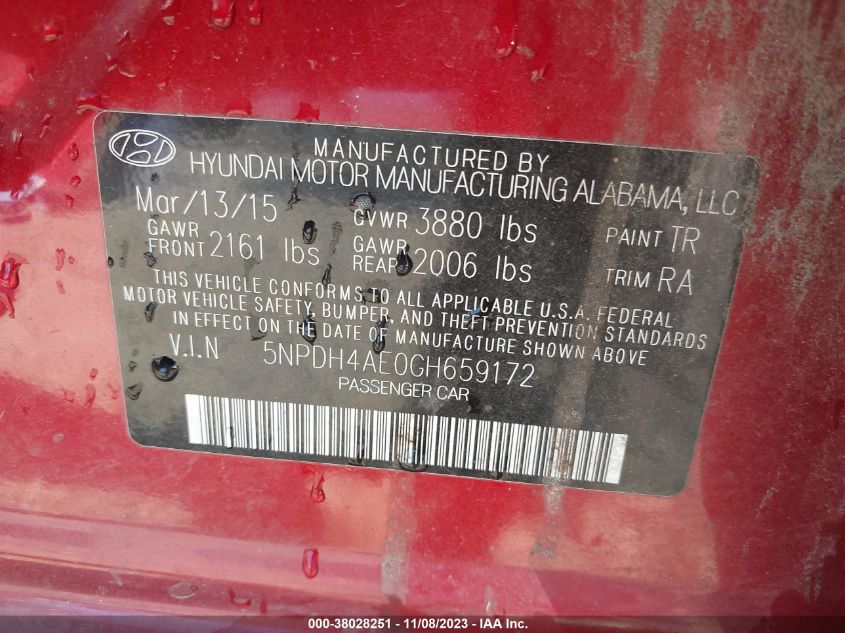 MANUFACTURED BY
HYUNDAI MOTOR MANUFACTURING ALABAMA, LLC
Mar/13/15 GVWR 3880 lbs PAINT TR
GAWR FRONT 2161 lbs GAWR REAR 2006 lbs TRIM RA
THIS VEHICLE CONFORMS TO ALL APPLICABLE U.S.A. FEDERAL
MOTOR VEHICLE SAFETY, BUMPER, AND THEFT PREVENTION STANDARDS
IN EFFECT ON THE DATE OF MANUFACTURE SHOWN ABOVE
V.I.N 5NPDH4AE0GH659172
PASSENGER CAR
000-38028251 - 11/08/2023 - IAA Inc.